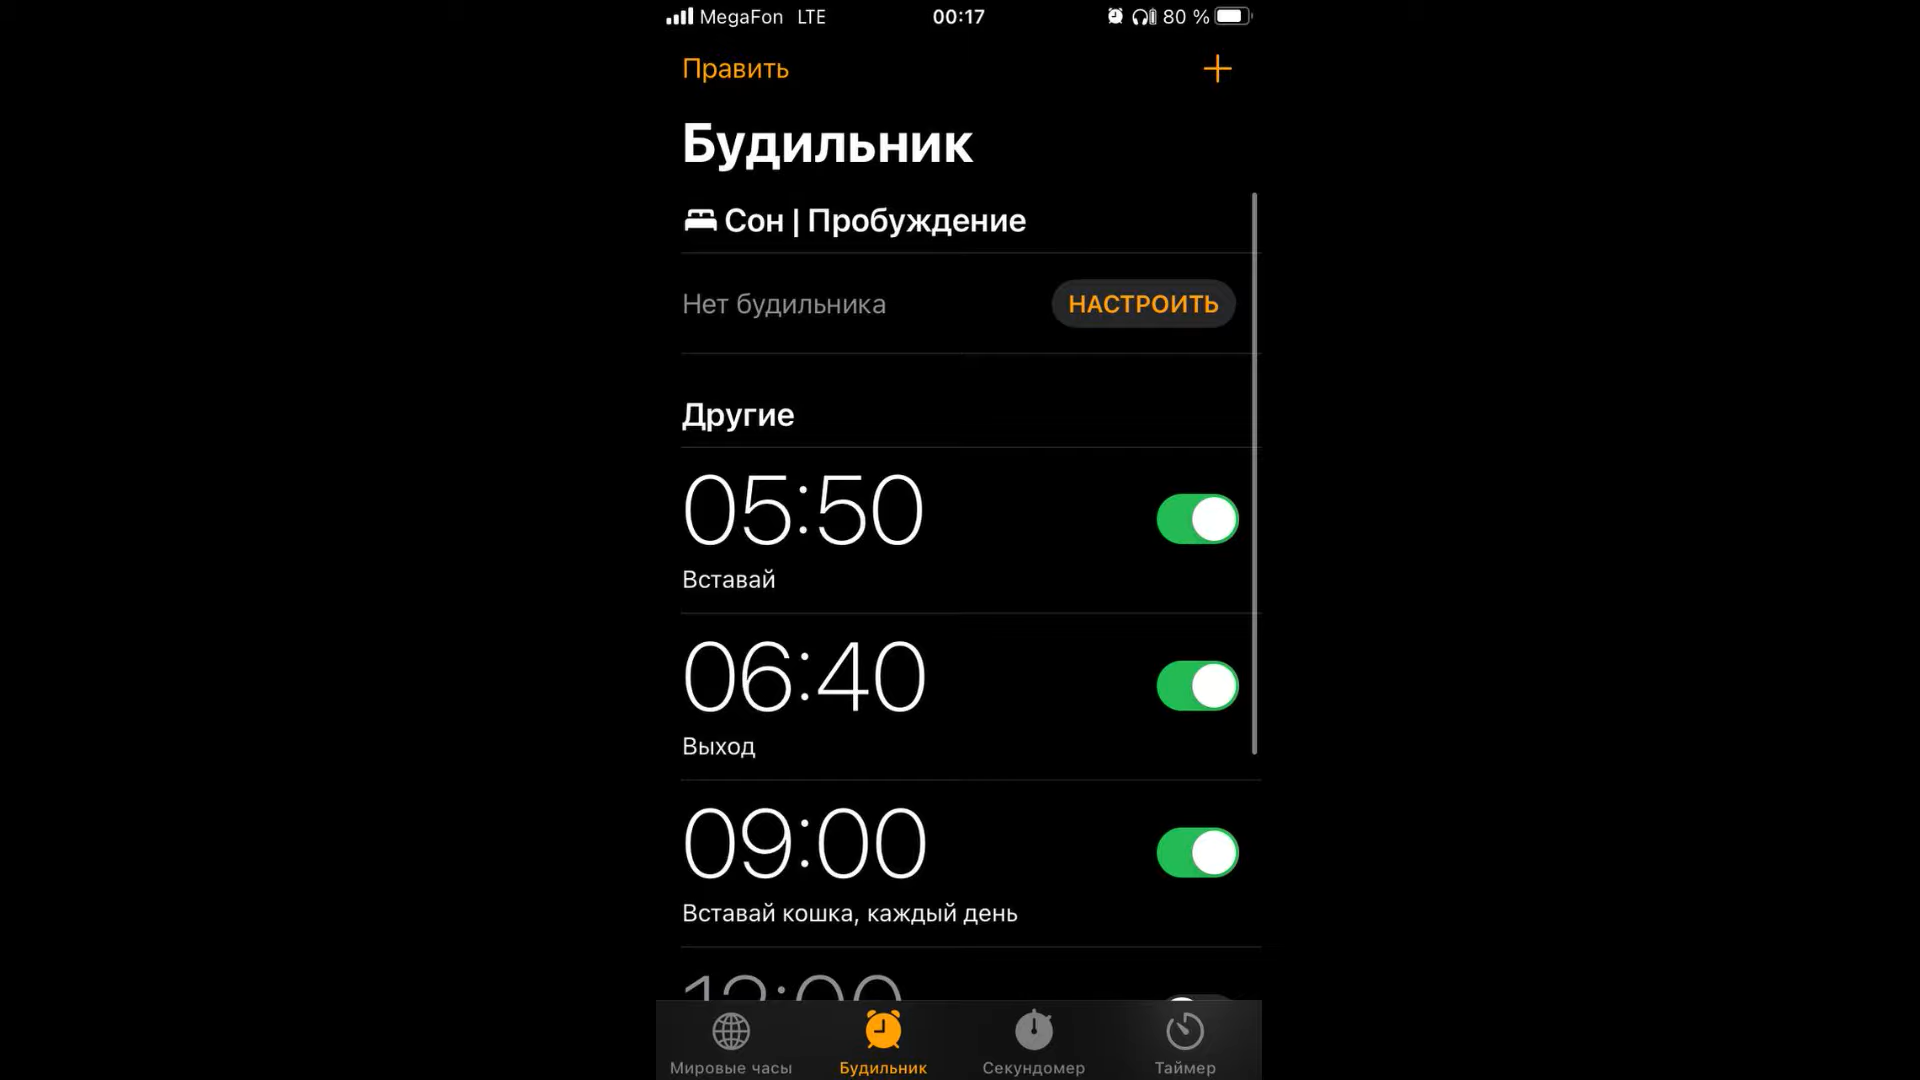 MegaFon LTE 00:17 80 %
Править +
Будильник
Сон | Пробуждение
Нет будильника НАСТРОИТЬ
Другие
05:50
Вставай
06:40
Выход
09:00
Вставай кошка, каждый день
Мировые часы Будильник Секундомер Таймер